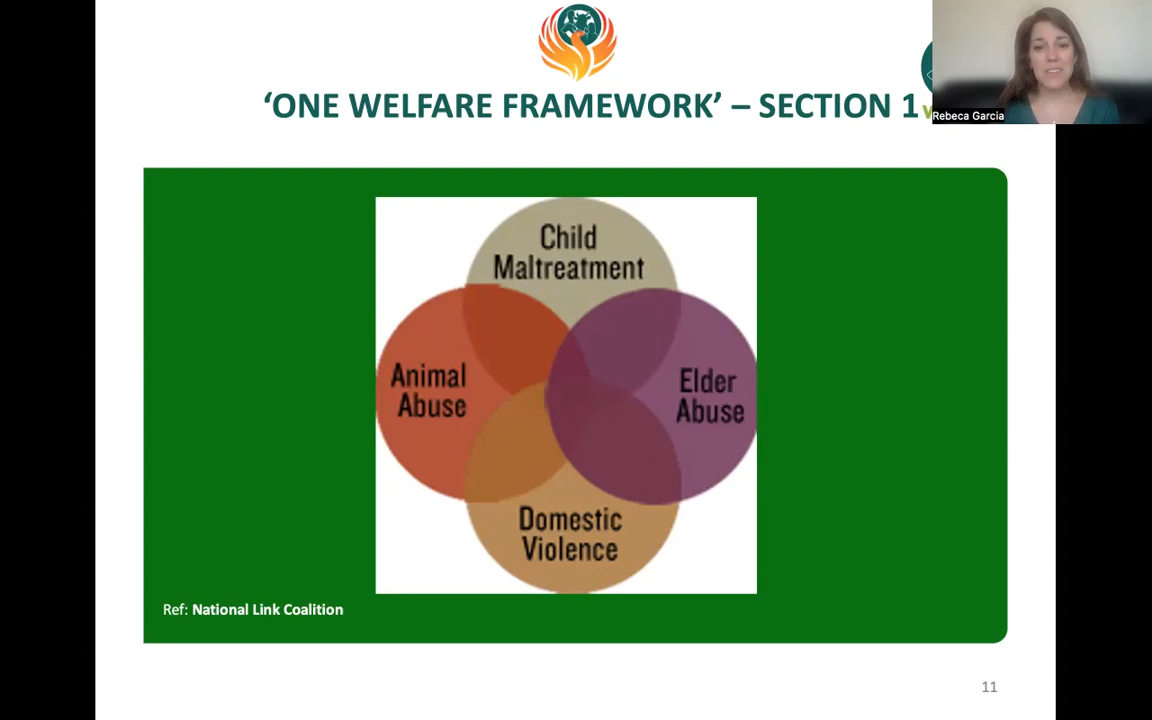 ‘ONE WELFARE FRAMEWORK’ – SECTION 1
Rebeca Garcia
Child
Maltreatment
Animal
Abuse
Elder
Abuse
Domestic
Violence
Ref: National Link Coalition
11